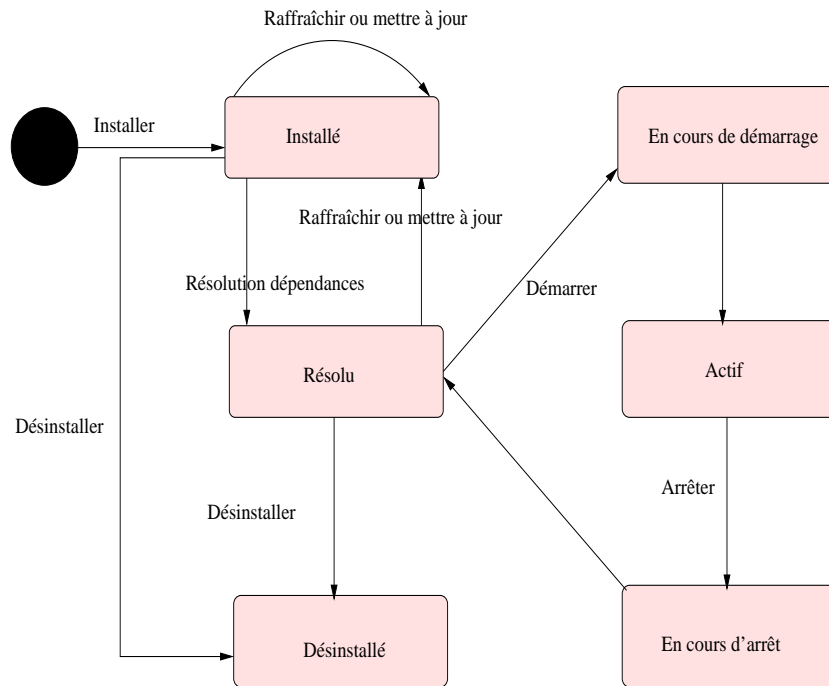 Raffraîchir ou mettre à jour
Installer
Installé
En cours de démarrage
Raffraîchir ou mettre à jour
Résolution dépendances
Démarrer
Résolu
Actif
Désinstaller
Arrêter
Désinstaller
Désinstallé
En cours d'arrêt